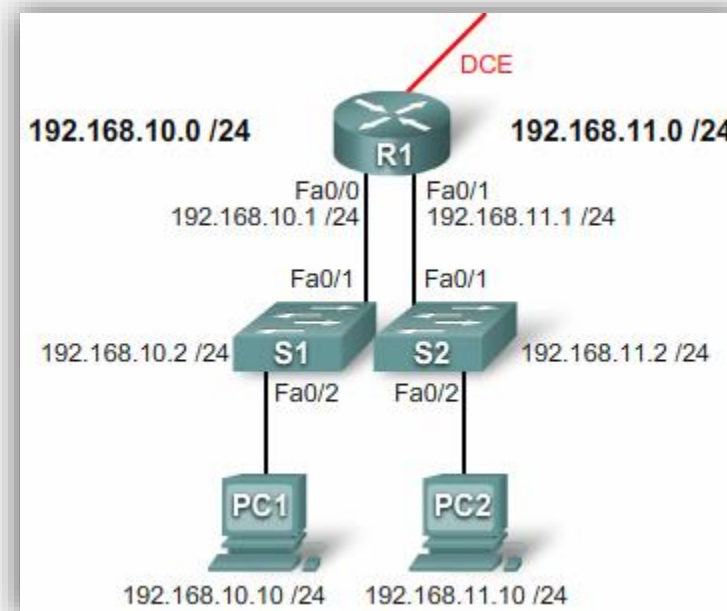 DCE
192.168.10.0 /24
192.168.11.0 /24
R1
Fa0/0
Fa0/1
192.168.10.1 /24
192.168.11.1 /24
Fa0/1
Fa0/1
192.168.10.2 /24
S1
S2
192.168.11.2 /24
Fa0/2
Fa0/2
PC1
PC2
192.168.10.10 /24
192.168.11.10 /24